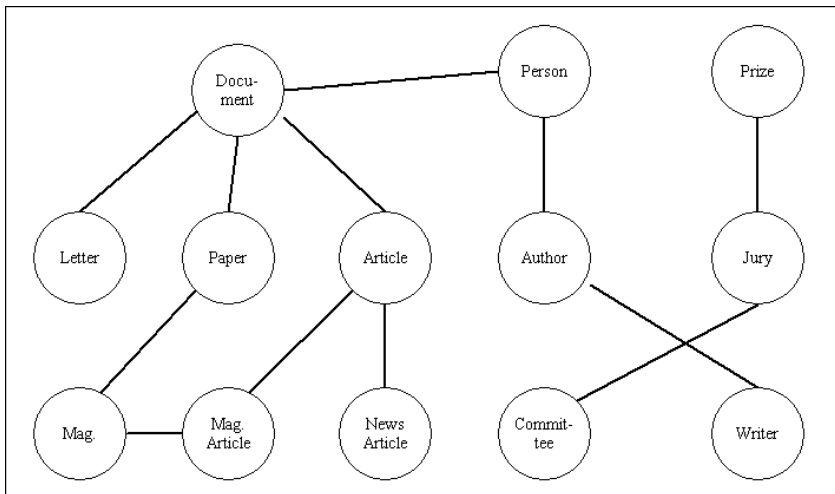 Docu-
ment
Person
Prize
Letter
Paper
Article
Author
Jury
Mag.
Mag.
Article
News
Article
Commit-
tee
Writer